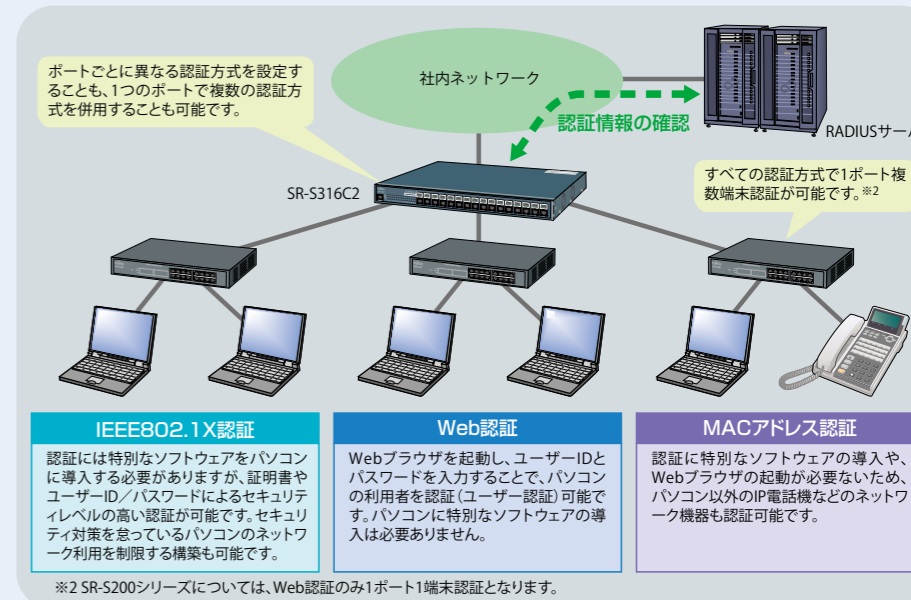 ポートごとに異なる認証方式を設定す
ることも、1つのポートで複数の認証方
式を併用することも可能です。
社内ネットワーク
認証情報の確認
RADIUSサー
SR-S316C2
すべての認証方式で1ポート複
数端末認証が可能です。※2
IEEE802.1X認証
認証には特別なソフトウェアをパソコン
に導入する必要がありますが、証明書や
ユーザーID／パスワードによるセキュリテ
ィレベルの高い認証が可能です。セキュリ
ティ対策を怠っているパソコンのネットワ
ーク利用を制限する構築も可能です。
Web認証
Webブラウザを起動し、ユーザーIDと
パスワードを入力することで、パソコン
の利用者を認証(ユーザー認証)可能で
す。パソコンに特別なソフトウェアの導
入は必要ありません。
MACアドレス認証
認証に特別なソフトウェアの導入や、
Webブラウザの起動が必要ないため、
パソコン以外のIP電話機などのネットワ
ーク機器も認証可能です。
※2 SR-S200シリーズについては、Web認証のみ1ポート1端末認証となります。